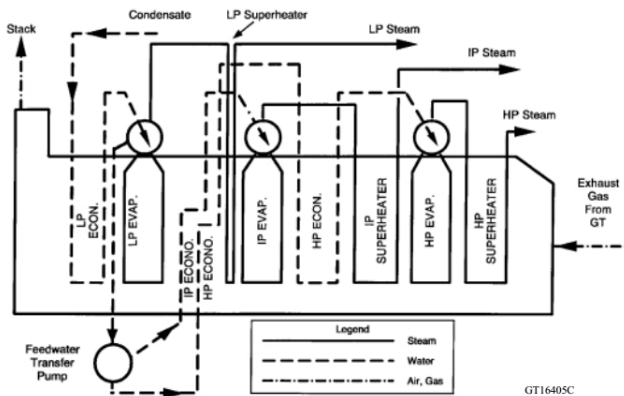 Stack
Condensate
LP Superheater
LP Steam
IP Steam
HP Steam
Exhaust
Gas
From
GT
LP
ECON.
LP EVAP.
IP ECONO.
HP ECONO.
IP EVAP.
HP ECON.
IP
SUPERHEATER
HP EVAP.
HP
SUPERHEATER
Feedwater
Transfer
Pump
Legend
Steam
Water
Air, Gas
GT16405C